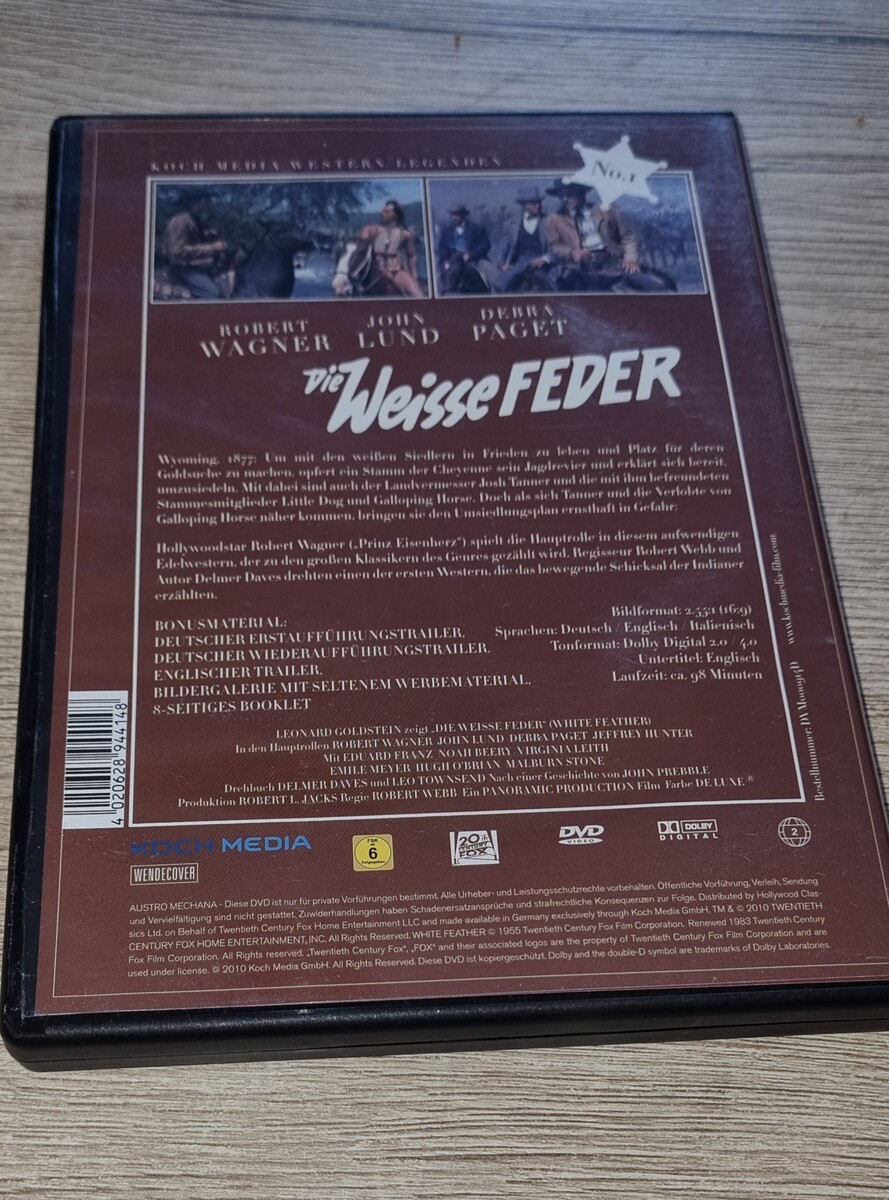 KOCH MEDIA WESTERN LEGENDEN
No.1
ROBERT WAGNER JOHN LUND DEBRA PAGET
Die Weisse FEDER
Wyoming, 1877: Um mit den weißen Siedlern in Frieden zu leben und Platz für deren
Goldsuche zu machen, opfert ein Stamm der Cheyenne sein Jagdrevier und erklärt sich bereit,
umzusiedeln. Mit dabei sind auch der Landvermesser Josh Tanner und die mit ihm befreundeten
Stammesmitglieder Little Dog und Galloping Horse. Doch als sich Tanner und die Verlobte von
Galloping Horse näher kommen, bringen sie den Umsiedlungsplan ernsthaft in Gefahr:
Hollywoodstar Robert Wagner („Prinz Eisenherz") spielt die Hauptrolle in diesem aufwendigen
Edelwestern, der zu den großen Klassikern des Genres gezählt wird. Regisseur Robert Webb und
Autor Delmer Daves drehten einen der ersten Western, die das bewegende Schicksal der Indianer
erzählten.
BONUSMATERIAL:
DEUTSCHER ERSTAUFFÜHRUNGSTRAILER,
DEUTSCHER WIEDERAUFFÜHRUNGSTRAILER,
ENGLISCHER TRAILER,
BILDERGALERIE MIT SELTENEM WERBEMATERIAL,
8-SEITIGES BOOKLET
Bildformat: 2.35:1 (16:9)
Sprachen: Deutsch / Englisch / Italienisch
Tonformat: Dolby Digital 2.0 / 4.0
Untertitel: Englisch
Laufzeit: ca. 98 Minuten
LEONARD GOLDSTEIN zeigt „DIE WEISSE FEDER" (WHITE FEATHER)
In den Hauptrollen ROBERT WAGNER JOHN LUND DEBRA PAGET JEFFREY HUNTER
Mit EDUARD FRANZ NOAH BEERY VIRGINIA LEITH
EMILE MEYER HUGH O'BRIAN MALBURN STONE
Drehbuch DELMER DAVES und LEO TOWNSEND Nach einer Geschichte von JOHN PREBBLE
Produktion ROBERT L. JACKS Regie ROBERT WEBB Ein PANORAMIC PRODUCTION Film Farbe DE LUXE ®
www.kochmedia-film.com
Bestellnummer: DVM000914D
4 020628 944148
KOCH MEDIA
WENDECOVER
FSK
ab
6
freigegeben
20th
CENTURY
FOX
DVD
VIDEO
DOLBY
DIGITAL
2
AUSTRO MECHANA - Diese DVD ist nur für private Vorführungen bestimmt. Alle Urheber- und Leistungsschutzrechte vorbehalten. Öffentliche Vorführung, Verleih, Sendung
und Vervielfältigung sind nicht gestattet. Zuwiderhandlungen haben Schadenersatzansprüche und strafrechtliche Konsequenzen zur Folge. Distributed by Hollywood Clas-
sics Ltd. on Behalf of Twentieth Century Fox Home Entertainment LLC and made available in Germany exclusively through Koch Media GmbH. TM & © 2010 TWENTIETH
CENTURY FOX HOME ENTERTAINMENT, INC. All Rights Reserved. WHITE FEATHER © 1955 Twentieth Century Fox Film Corporation. Renewed 1983 Twentieth Century
Fox Film Corporation. All Rights reserved. „Twentieth Century Fox", „FOX" and their associated logos are the property of Twentieth Century Fox Film Corporation and are
used under license. © 2010 Koch Media GmbH. All Rights Reserved. Diese DVD ist kopiergeschützt. Dolby and the double-D symbol are trademarks of Dolby Laboratories.